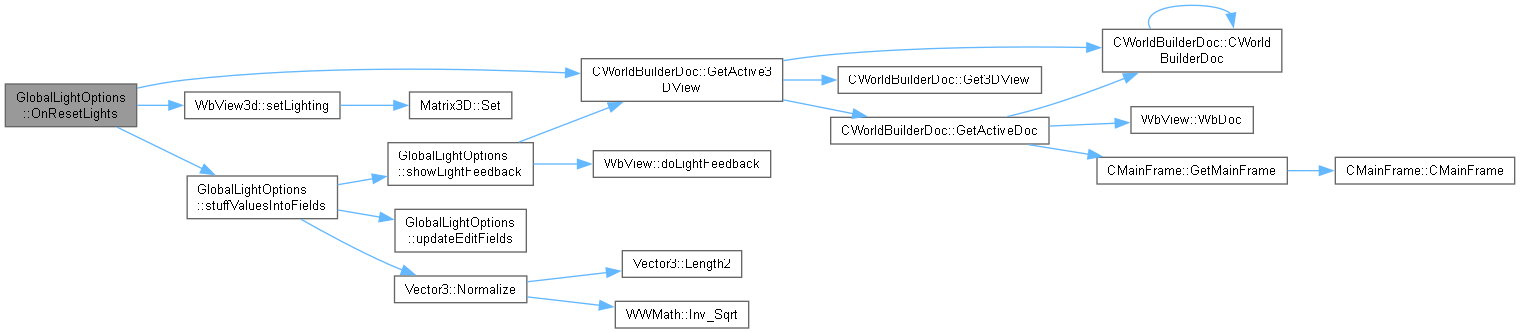 GlobalLightOptions
::OnResetLights
WbView3d::setLighting
Matrix3D::Set
GlobalLightOptions
::stuffValuesIntoFields
GlobalLightOptions
::showLightFeedback
GlobalLightOptions
::updateEditFields
Vector3::Normalize
CWorldBuilderDoc::GetActive3
DView
WbView::doLightFeedback
Vector3::Length2
WWMath::Inv_Sqrt
CWorldBuilderDoc::Get3DView
CWorldBuilderDoc::GetActiveDoc
CWorldBuilderDoc::CWorld
BuilderDoc
WbView::WbDoc
CMainFrame::GetMainFrame
CMainFrame::CMainFrame